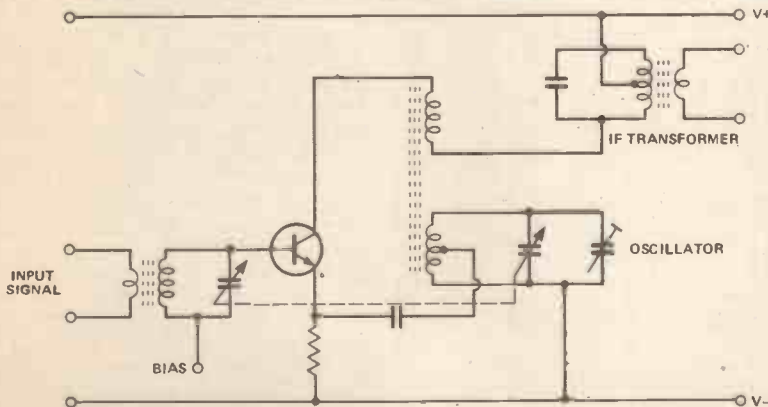 V+
IF TRANSFORMER
OSCILLATOR
INPUT
SIGNAL
BIAS
V-